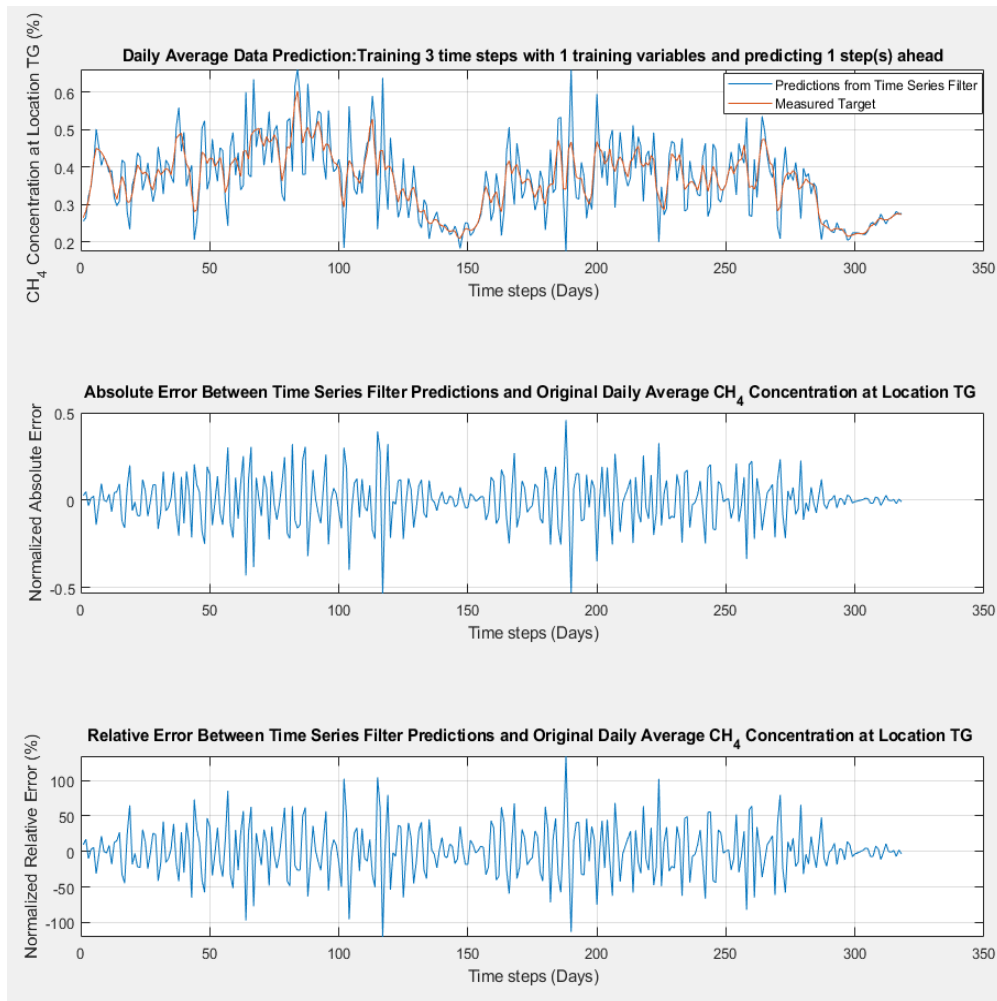 Daily Average Data Prediction:Training 3 time steps with 1 training variables and predicting 1 step(s) ahead
CH4 Concentration at Location TG (%)
Predictions from Time Series Filter
Measured Target
0.6
0.5
0.4
0.3
0.2
0 50 100 150 200 250 300 350
Time steps (Days)
Absolute Error Between Time Series Filter Predictions and Original Daily Average CH4 Concentration at Location TG
Normalized Absolute Error
0.5
0
-0.5
0 50 100 150 200 250 300 350
Time steps (Days)
Relative Error Between Time Series Filter Predictions and Original Daily Average CH4 Concentration at Location TG
Normalized Relative Error (%)
100
50
0
-50
-100
0 50 100 150 200 250 300 350
Time steps (Days)